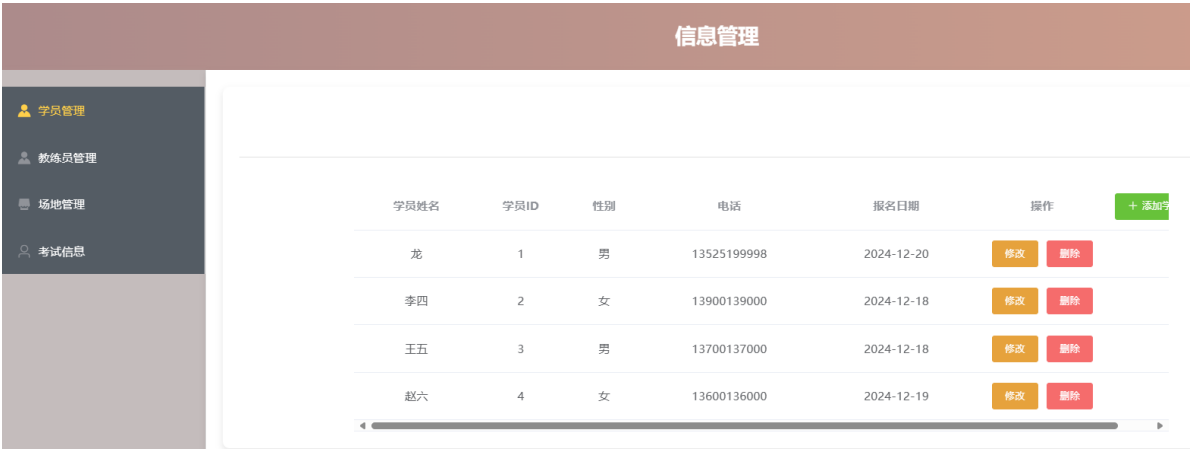 信息管理
学员管理
教练员管理
场地管理
考试信息
学员姓名 学员ID 性别 电话 报名日期 操作 + 添加学
龙 1 男 13525199998 2024-12-20 修改 删除
李四 2 女 13900139000 2024-12-18 修改 删除
王五 3 男 13700137000 2024-12-18 修改 删除
赵六 4 女 13600136000 2024-12-19 修改 删除